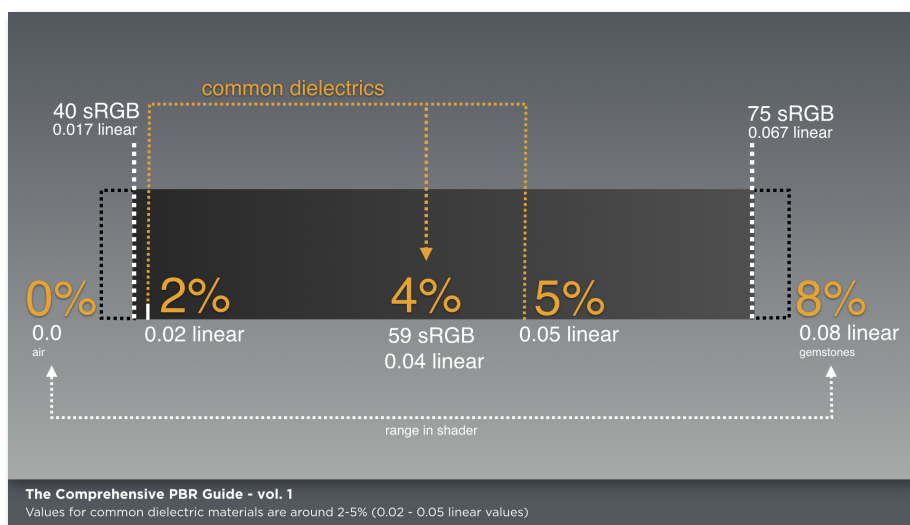 common dielectrics
40 sRGB
0.017 linear
75 sRGB
0.067 linear
0%
2%
4%
5%
8%
0.0
air
0.02 linear
59 sRGB
0.04 linear
0.05 linear
0.08 linear
gemstones
range in shader
The Comprehensive PBR Guide - vol. 1
Values for common dielectric materials are around 2-5% (0.02 - 0.05 linear values)